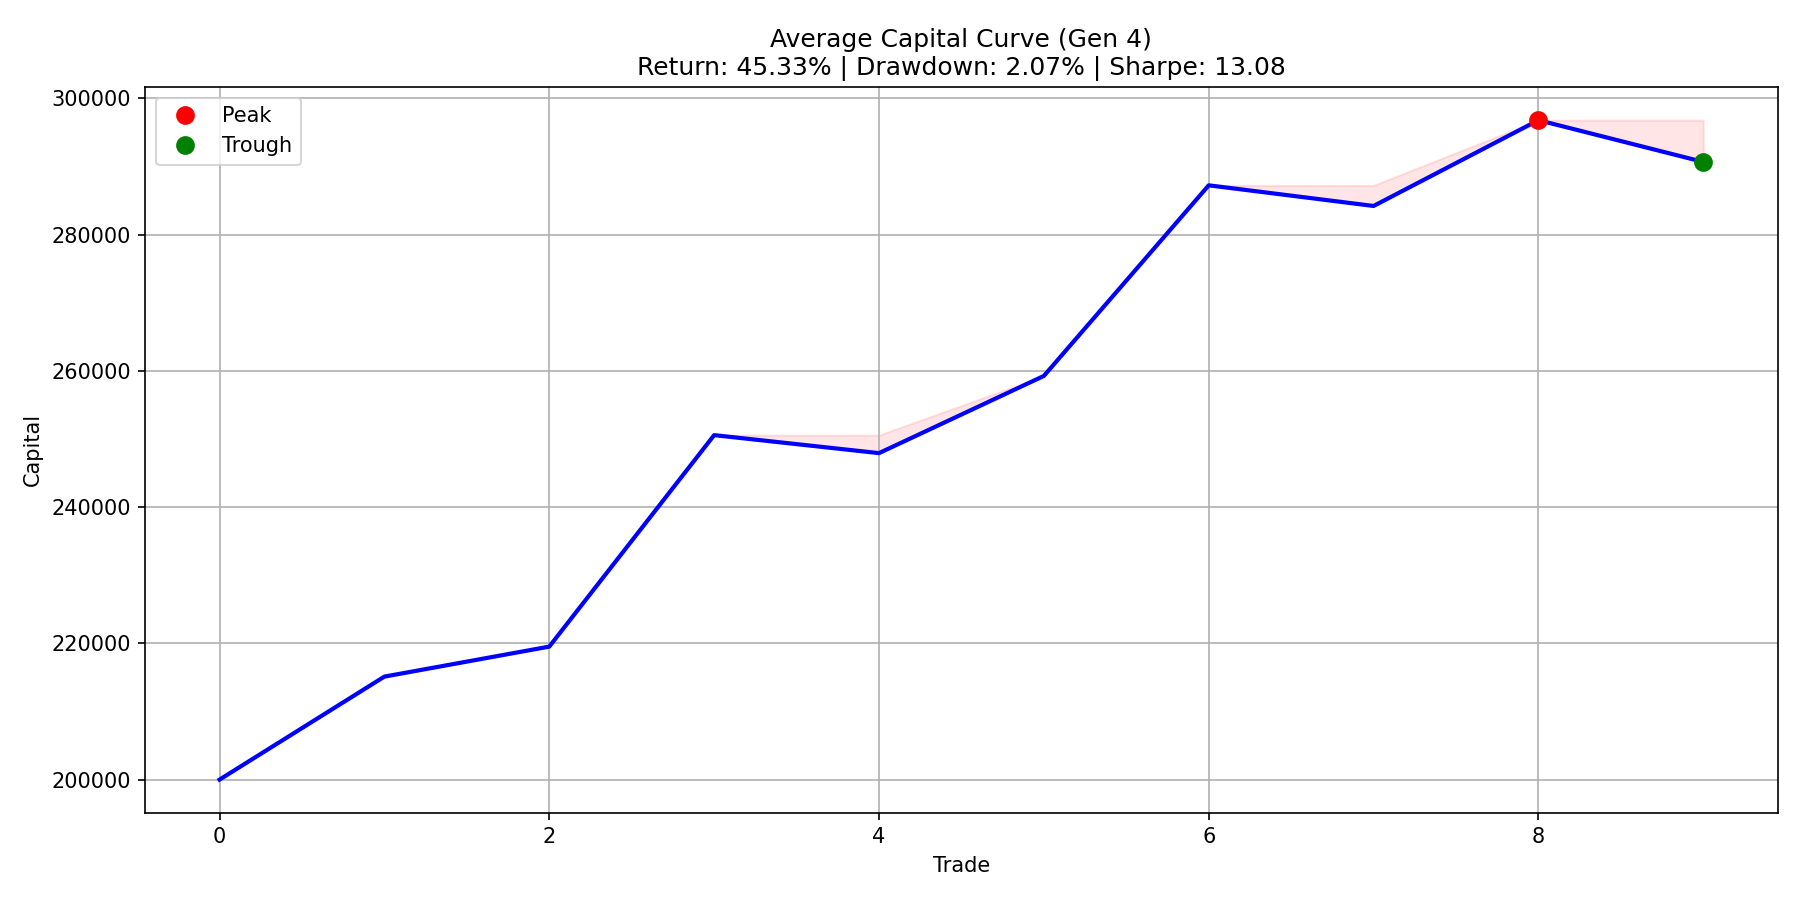 Average Capital Curve (Gen 4)
Return: 45.33% | Drawdown: 2.07% | Sharpe: 13.08
Peak
Trough
300000
280000
260000
240000
220000
200000
Capital
0 2 4 6 8
Trade